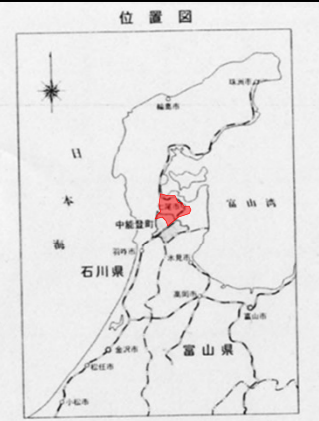 位置図
珠洲市
輪島市
日本海
七尾市
富山湾
中能登町
羽咋市
氷見市
石川県
高岡市
富山市
金沢市
富山県
松任市
小松市